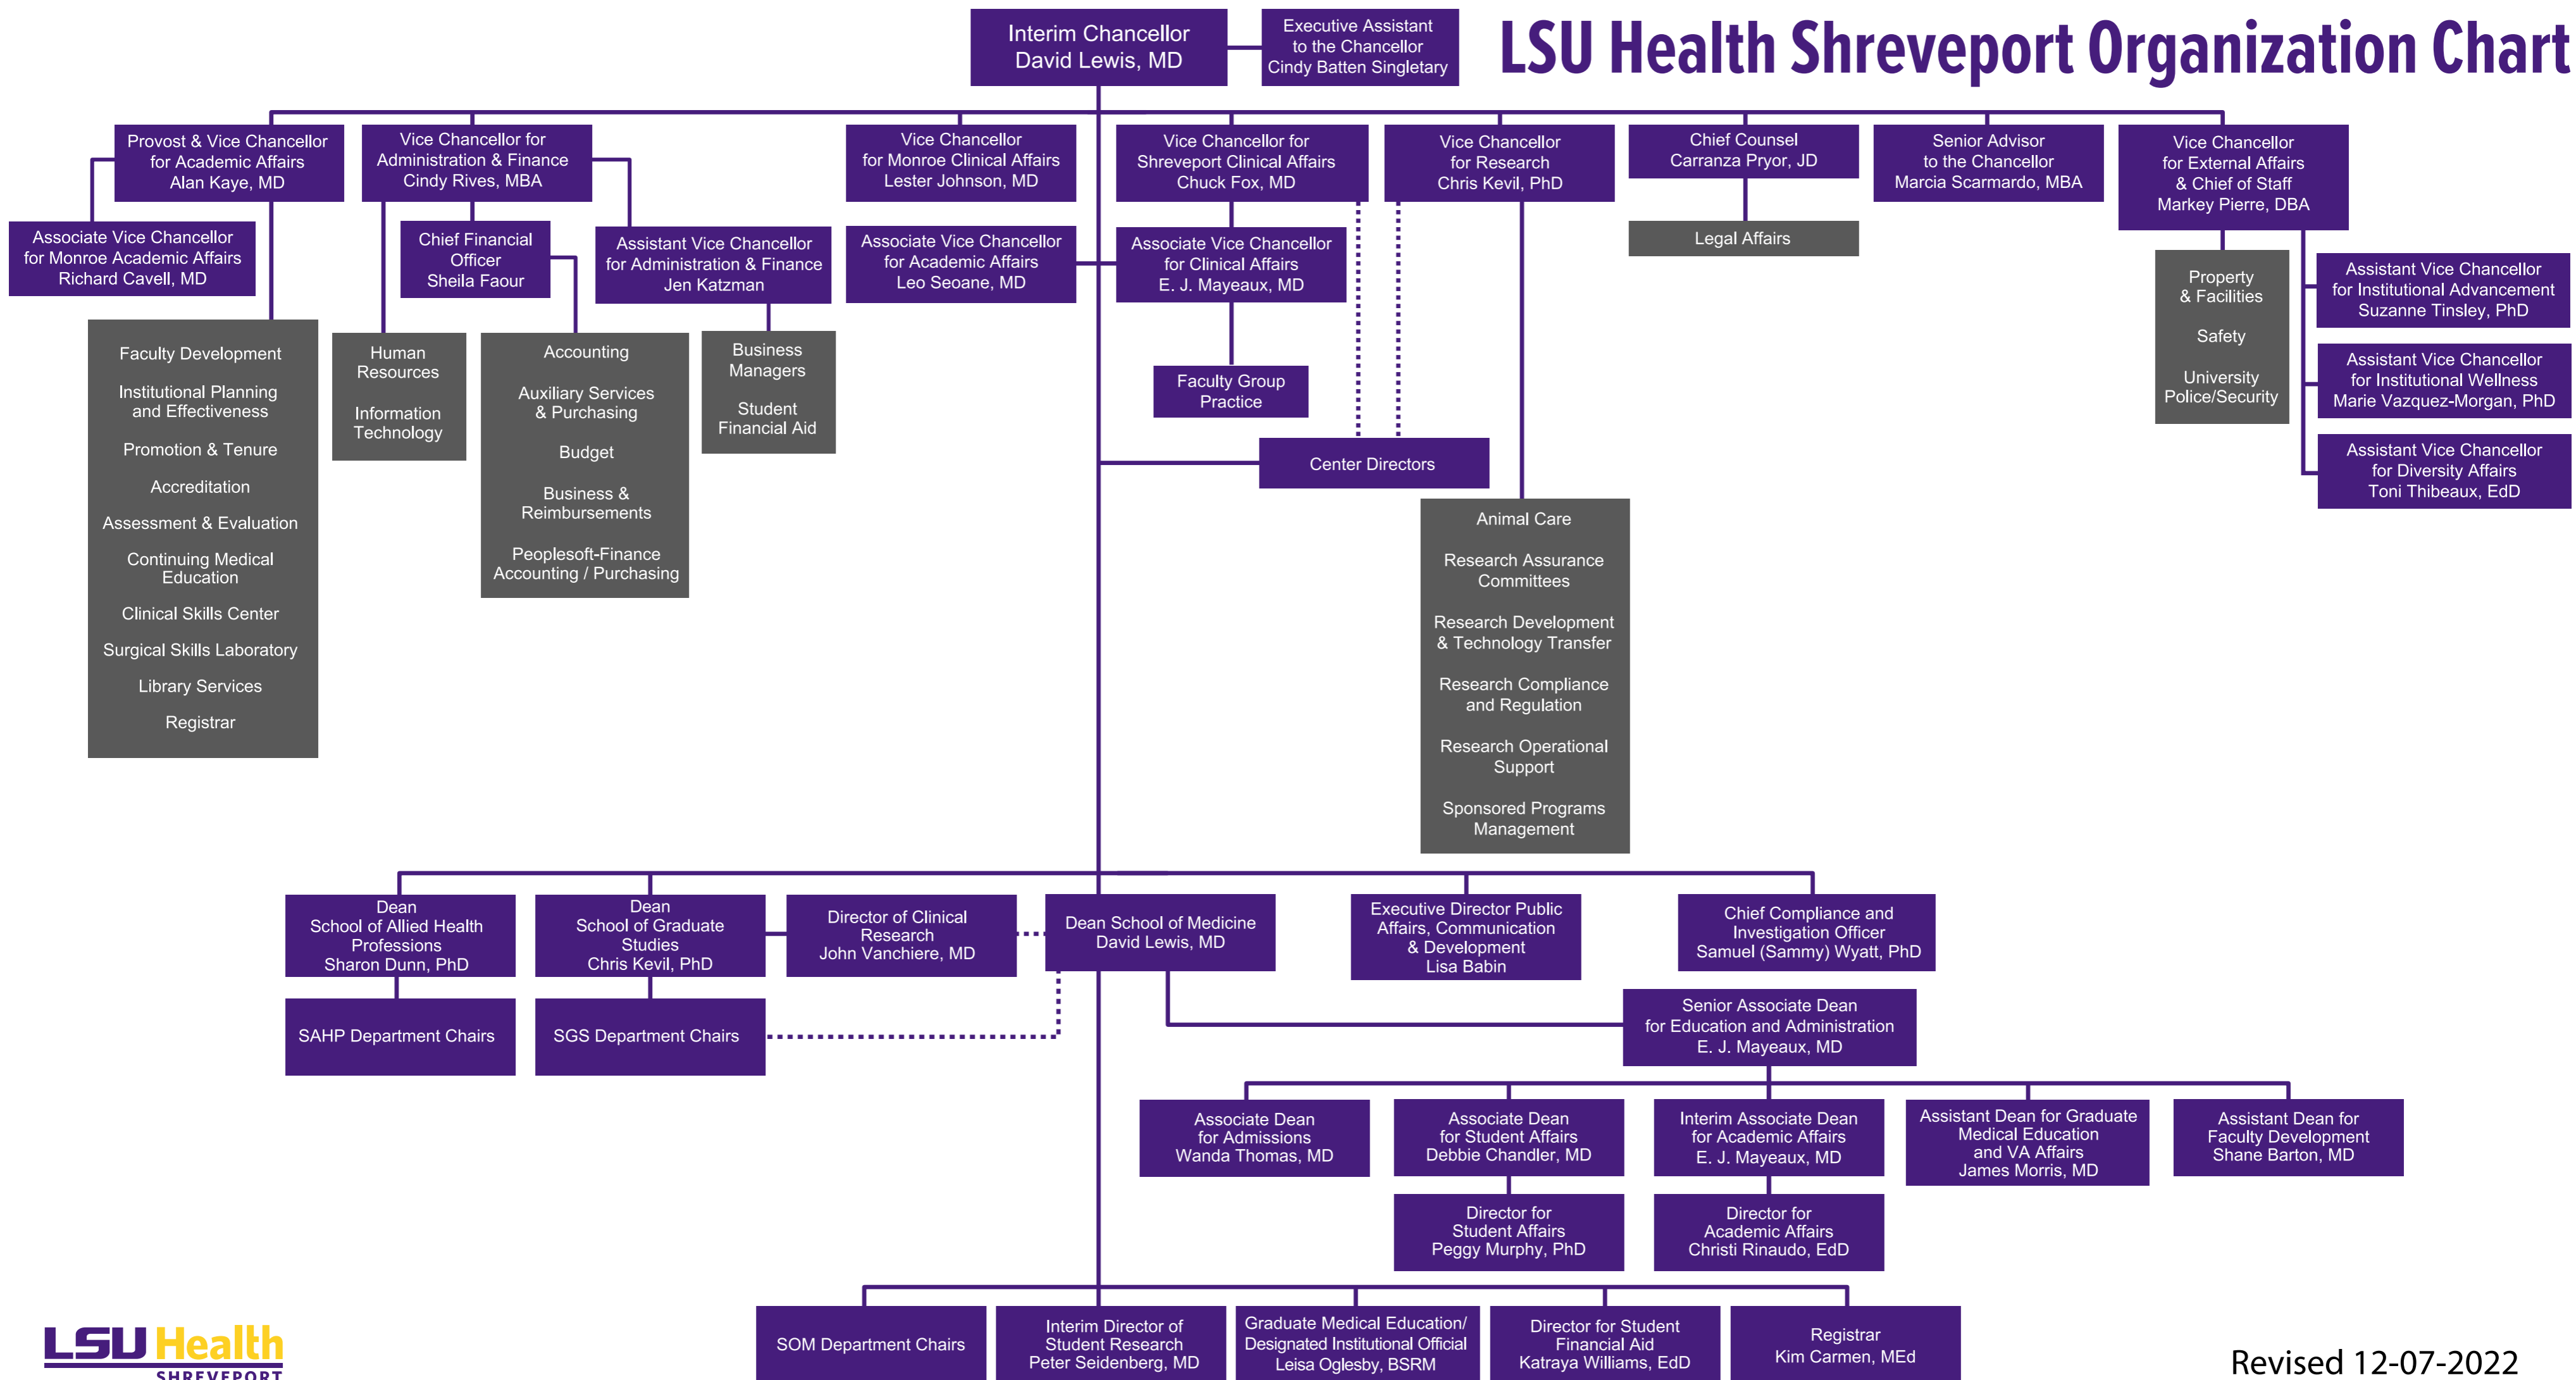 LSU Health Shreveport Organization Chart
Interim Chancellor
David Lewis, MD
Executive Assistant
to the Chancellor
Cindy Batten Singletary
Provost & Vice Chancellor
for Academic Affairs
Alan Kaye, MD
Vice Chancellor for
Administration & Finance
Cindy Rives, MBA
Vice Chancellor
for Monroe Clinical Affairs
Lester Johnson, MD
Vice Chancellor for
Shreveport Clinical Affairs
Chuck Fox, MD
Vice Chancellor
for Research
Chris Kevil, PhD
Chief Counsel
Carranza Pryor, JD
Senior Advisor
to the Chancellor
Marcia Scarmardo, MBA
Vice Chancellor
for External Affairs
& Chief of Staff
Markey Pierre, DBA
Associate Vice Chancellor
for Monroe Academic Affairs
Richard Cavell, MD
Chief Financial
Officer
Sheila Faour
Assistant Vice Chancellor
for Administration & Finance
Jen Katzman
Associate Vice Chancellor
for Academic Affairs
Leo Seoane, MD
Associate Vice Chancellor
for Clinical Affairs
E. J. Mayeaux, MD
Legal Affairs
Property
& Facilities
Safety
University
Police/Security
Assistant Vice Chancellor
for Institutional Advancement
Suzanne Tinsley, PhD
Assistant Vice Chancellor
for Institutional Wellness
Marie Vazquez-Morgan, PhD
Assistant Vice Chancellor
for Diversity Affairs
Toni Thibeaux, EdD
Faculty Development
Institutional Planning
and Effectiveness
Promotion & Tenure
Accreditation
Assessment & Evaluation
Continuing Medical
Education
Clinical Skills Center
Surgical Skills Laboratory
Library Services
Registrar
Human
Resources
Information
Technology
Accounting
Auxiliary Services
& Purchasing
Budget
Business &
Reimbursements
Peoplesoft-Finance
Accounting / Purchasing
Business
Managers
Student
Financial Aid
Faculty Group
Practice
Center Directors
Animal Care
Research Assurance
Committees
Research Development
& Technology Transfer
Research Compliance
and Regulation
Research Operational
Support
Sponsored Programs
Management
Dean
School of Allied Health
Professions
Sharon Dunn, PhD
Dean
School of Graduate
Studies
Chris Kevil, PhD
Director of Clinical
Research
John Vanchiere, MD
Dean School of Medicine
David Lewis, MD
Executive Director Public
Affairs, Communication
& Development
Lisa Babin
Chief Compliance and
Investigation Officer
Samuel (Sammy) Wyatt, PhD
SAHP Department Chairs
SGS Department Chairs
Senior Associate Dean
for Education and Administration
E. J. Mayeaux, MD
Associate Dean
for Admissions
Wanda Thomas, MD
Associate Dean
for Student Affairs
Debbie Chandler, MD
Interim Associate Dean
for Academic Affairs
E. J. Mayeaux, MD
Assistant Dean for Graduate
Medical Education
and VA Affairs
James Morris, MD
Assistant Dean for
Faculty Development
Shane Barton, MD
Director for
Student Affairs
Peggy Murphy, PhD
Director for
Academic Affairs
Christi Rinaudo, EdD
SOM Department Chairs
Interim Director of
Student Research
Peter Seidenberg, MD
Graduate Medical Education/
Designated Institutional Official
Leisa Oglesby, BSRM
Director for Student
Financial Aid
Katraya Williams, EdD
Registrar
Kim Carmen, MEd
LSU Health
SHREVEPORT
Revised 12-07-2022